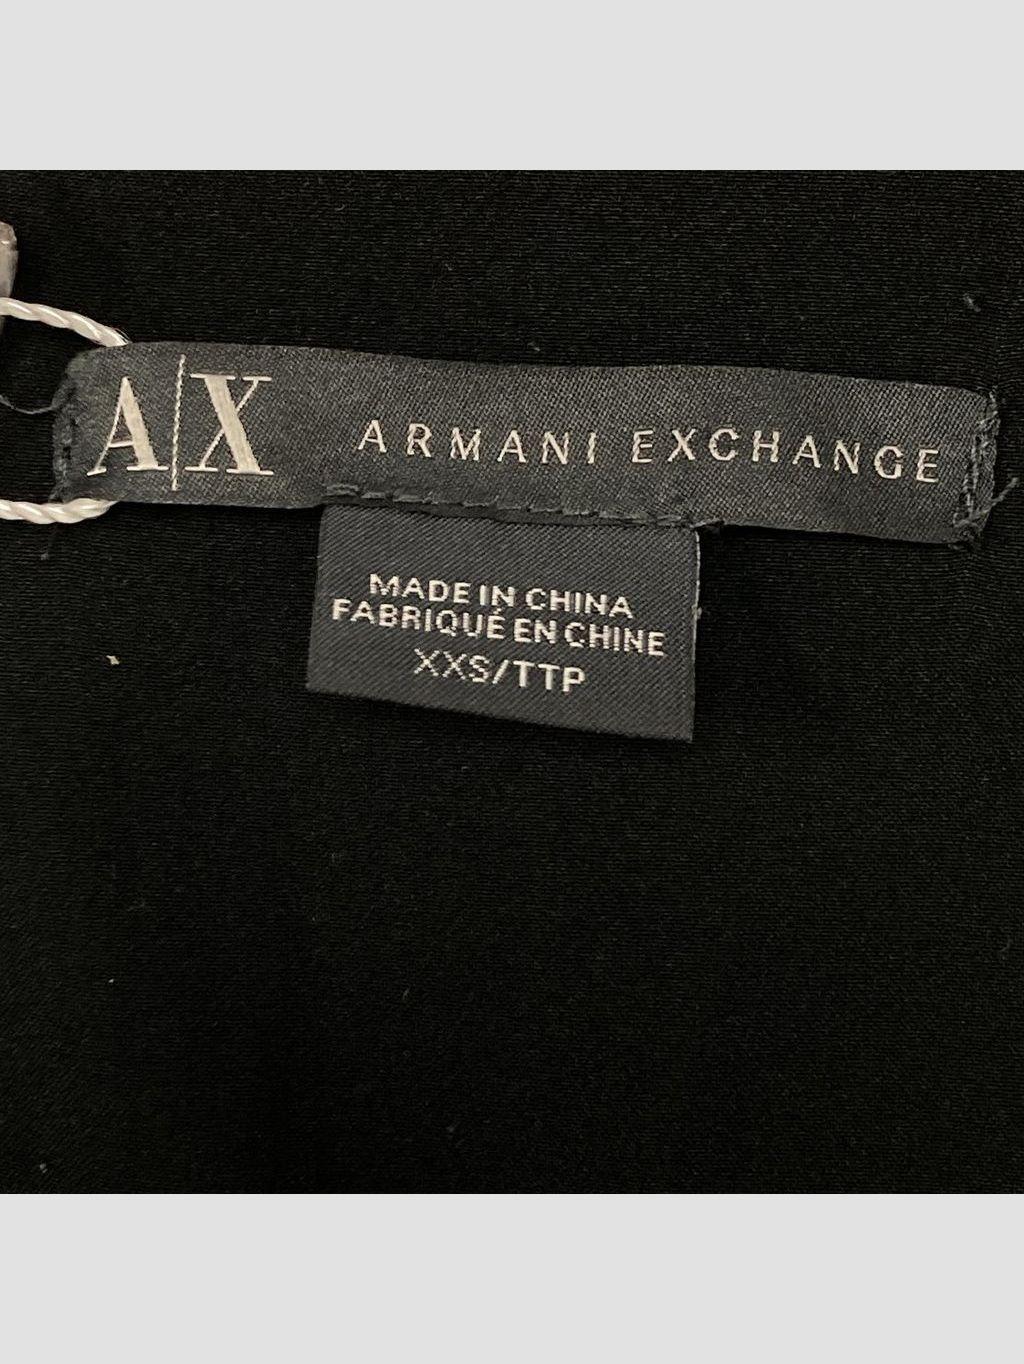 A|X ARMANI EXCHANGE
MADE IN CHINA
FABRIQUÉ EN CHINE
XXS/TTP